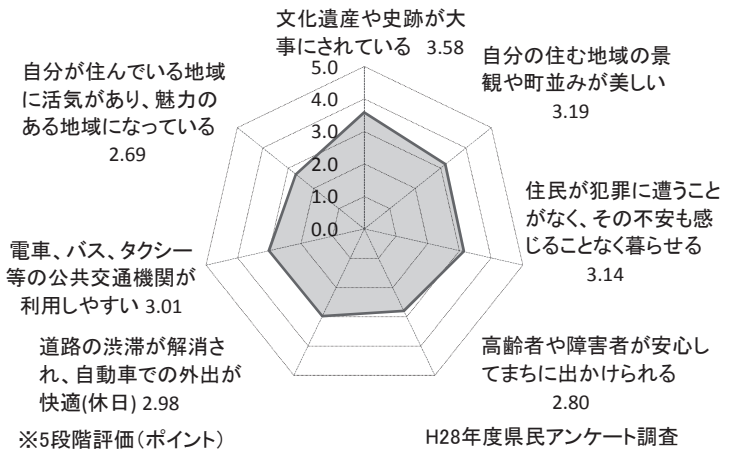 文化遺産や史跡が大
事にされている 3.58
自分の住む地域の景
観や町並みが美しい
3.19
住民が犯罪に遭うこと
がなく、その不安も感
じることなく暮らせる
3.14
高齢者や障害者が安心し
てまちに出かけられる
2.80
道路の渋滞が解消さ
れ、自動車での外出が
快適(休日) 2.98
電車、バス、タクシー
等の公共交通機関が
利用しやすい 3.01
自分が住んでいる地域
に活気があり、魅力の
ある地域になっている
2.69
5.0
4.0
3.0
2.0
1.0
0.0
※5段階評価(ポイント)
H28年度県民アンケート調査